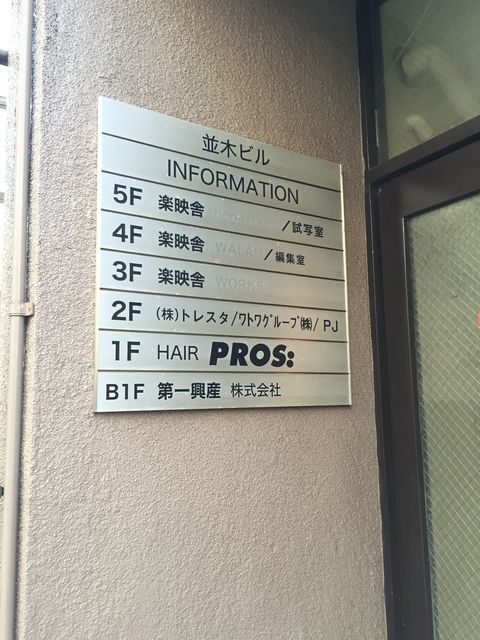 並木ビル
INFORMATION
5F 楽映舎 /試写室
4F 楽映舎 /編集室
3F 楽映舎 WORKS
2F (株)トレスタ/ワトワグループ(株)/PJ
1F HAIR PROS:
B1F 第一興産 株式会社